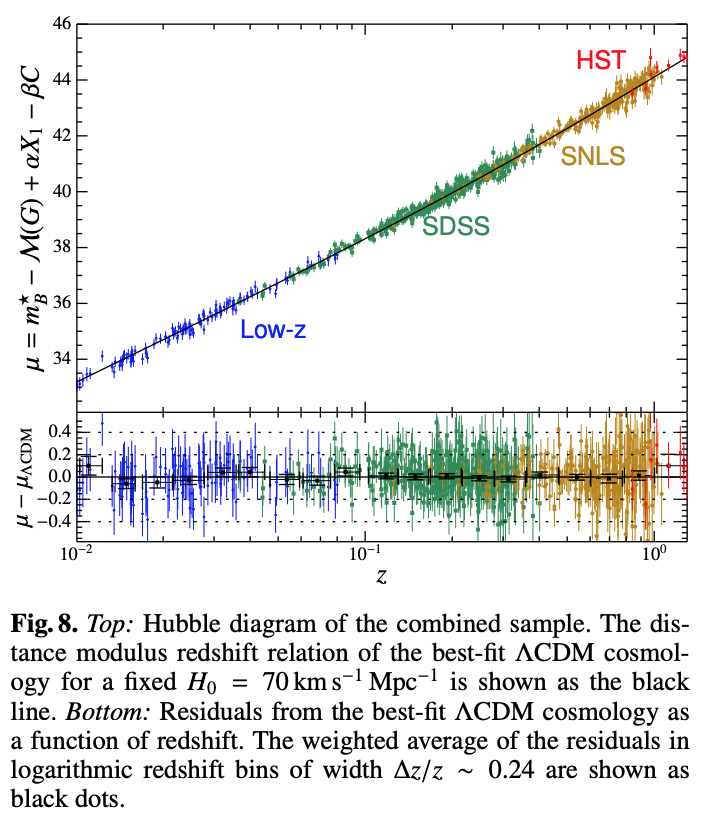 46
44
42
40
38
36
34
μ = m★B − M(G) + αX1 − βC
HST
SNLS
SDSS
Low-z
0.4
0.2
0.0
−0.2
−0.4
μ − μΛCDM
10−2
10−1
100
z
Fig. 8. Top: Hubble diagram of the combined sample. The dis-
tance modulus redshift relation of the best-fit ΛCDM cosmol-
ogy for a fixed H0 = 70 km s−1 Mpc−1 is shown as the black
line. Bottom: Residuals from the best-fit ΛCDM cosmology as
a function of redshift. The weighted average of the residuals in
logarithmic redshift bins of width Δz/z ∼ 0.24 are shown as
black dots.